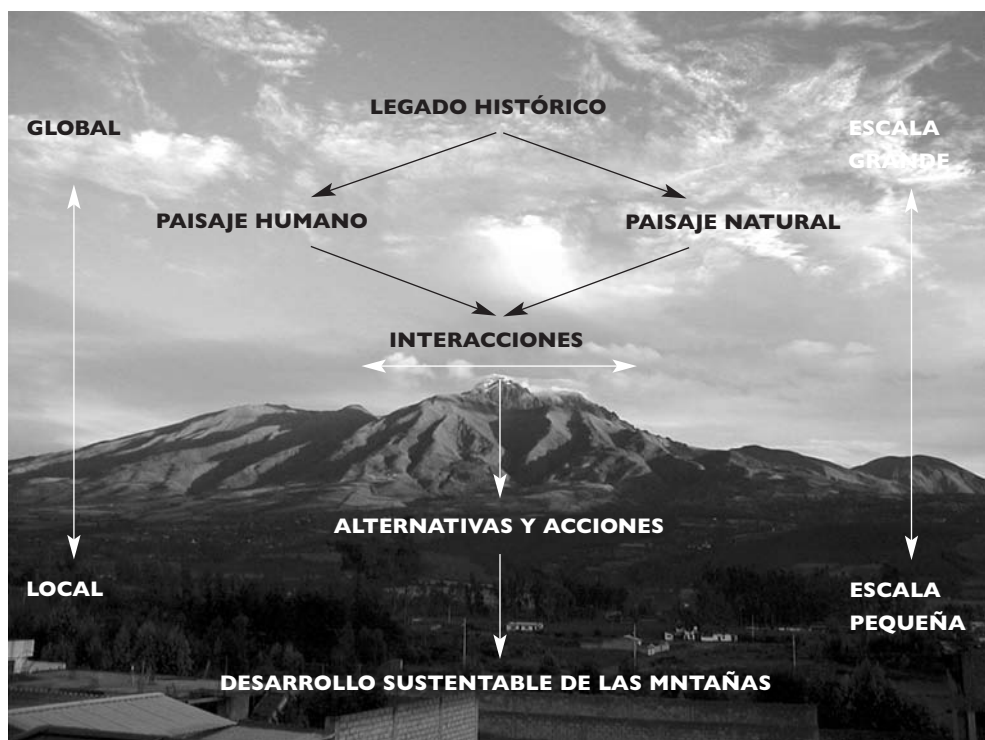 LEGADO HISTÓRICO
GLOBAL
ESCALA
GRANDE
PAISAJE HUMANO
PAISAJE NATURAL
INTERACCIONES
ALTERNATIVAS Y ACCIONES
LOCAL
ESCALA
PEQUEÑA
DESARROLLO SUSTENTABLE DE LAS MNTAÑAS